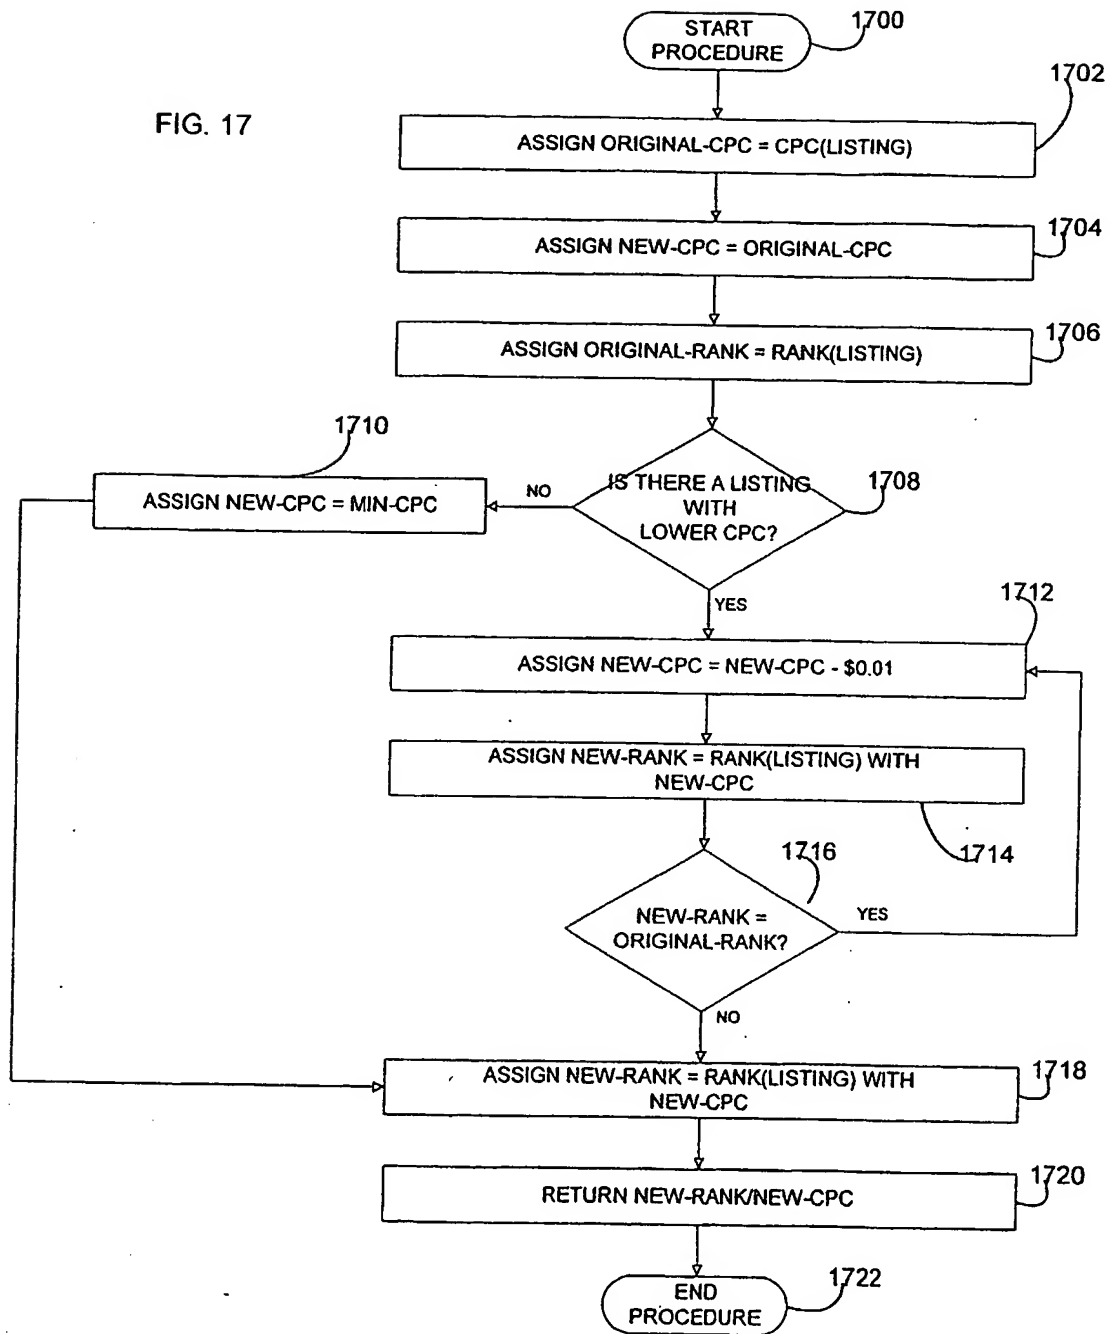 START
PROCEDURE
1700
1702
FIG. 17
ASSIGN ORIGINAL-CPC = CPC(LISTING)
ASSIGN NEW-CPC = ORIGINAL-CPC
1704
ASSIGN ORIGINAL-RANK = RANK(LISTING)
1706
1710
ASSIGN NEW-CPC = MIN-CPC
NO
IS THERE A LISTING
WITH
LOWER CPC?
1708
YES
1712
ASSIGN NEW-CPC = NEW-CPC - $0.01
ASSIGN NEW-RANK = RANK(LISTING) WITH
NEW-CPC
1714
1716
NEW-RANK =
ORIGINAL-RANK?
YES
NO
ASSIGN NEW-RANK = RANK(LISTING) WITH
NEW-CPC
1718
RETURN NEW-RANK/NEW-CPC
1720
END
PROCEDURE
1722